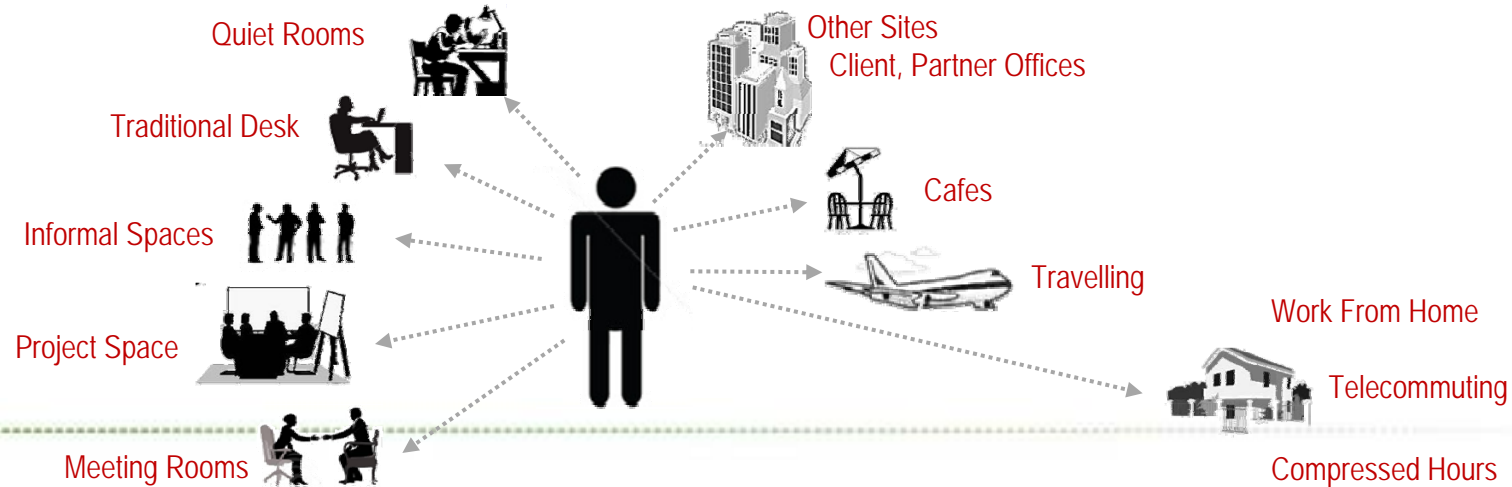 Quiet Rooms
Traditional Desk
Informal Spaces
Project Space
Meeting Rooms
Other Sites
Client, Partner Offices
Cafes
Travelling
Work From Home
Telecommuting
Compressed Hours